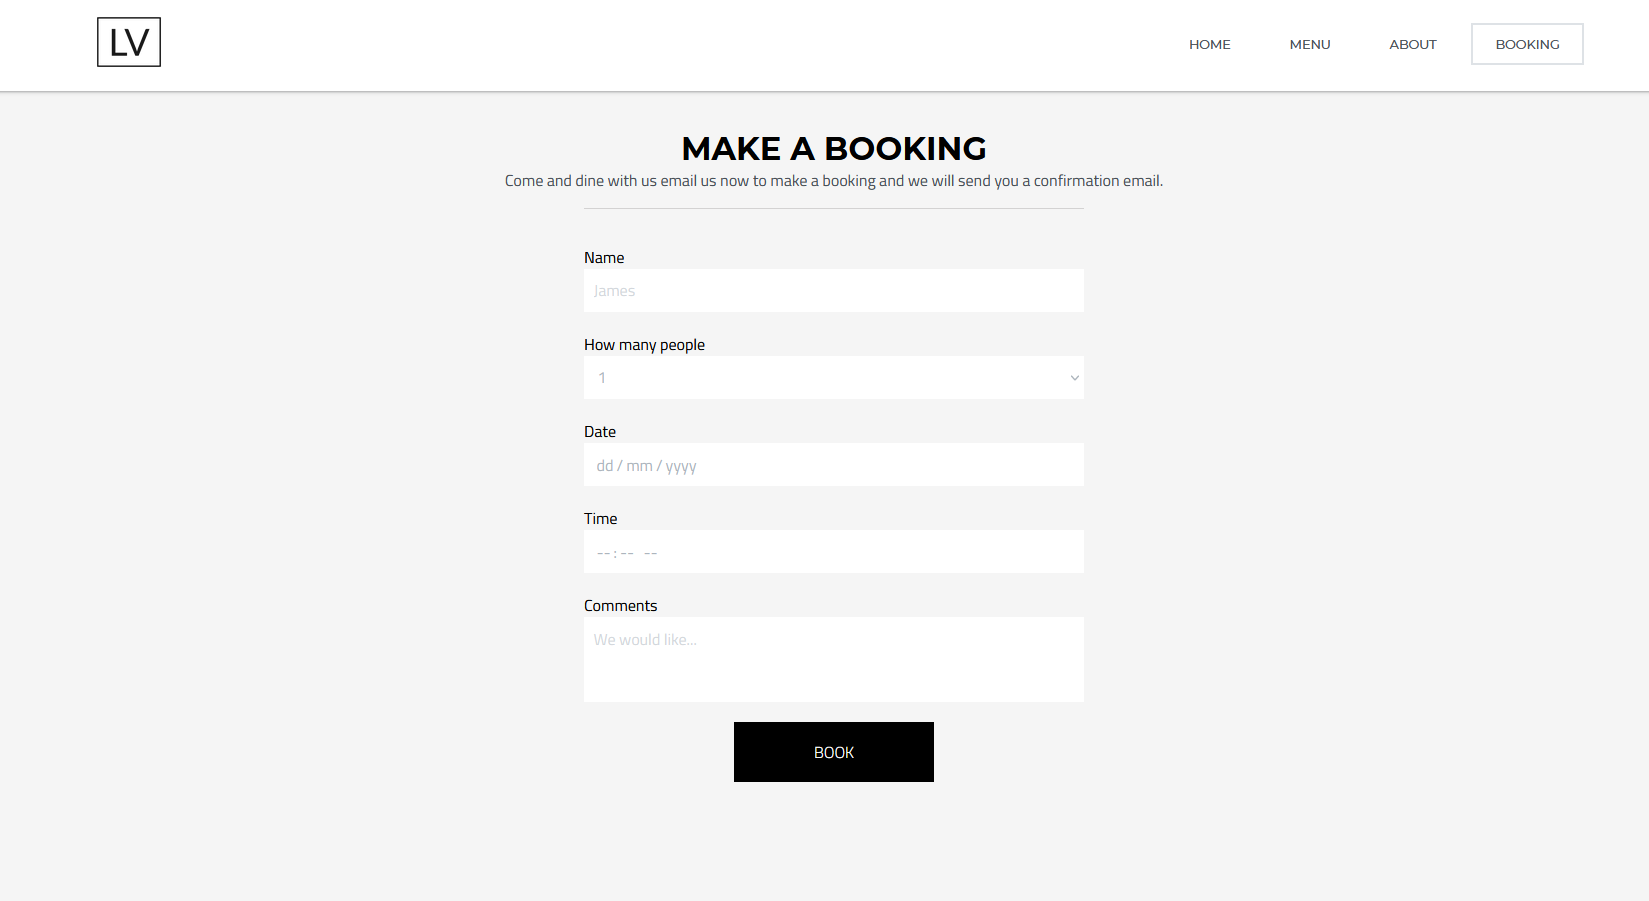 LV
HOME
MENU
ABOUT
BOOKING
MAKE A BOOKING
Come and dine with us email us now to make a booking and we will send you a confirmation email.
Name
James
How many people
1
Date
dd / mm / yyyy
Time
-- : -- --
Comments
We would like...
BOOK